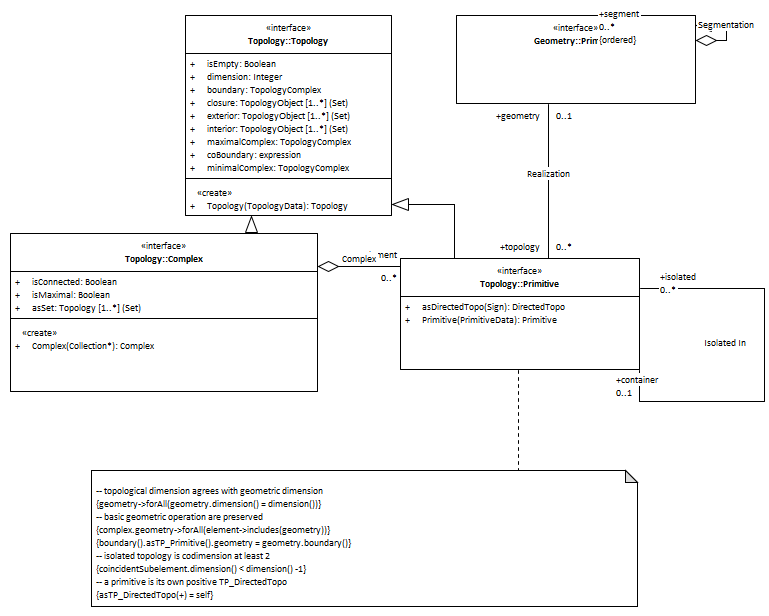 «interface»
Topology::Topology
+ isEmpty: Boolean
+ dimension: Integer
+ boundary: TopologyComplex
+ closure: TopologyObject [1..*] (Set)
+ exterior: TopologyObject [1..*] (Set)
+ interior: TopologyObject [1..*] (Set)
+ maximalComplex: TopologyComplex
+ coBoundary: expression
+ minimalComplex: TopologyComplex
«create»
+ Topology(TopologyData): Topology
+segment
«interface» 0..*
Geometry::Prim {ordered}
Segmentation
+geometry 0..1
Realization
+topology 0..*
«interface»
Topology::Complex
+ isConnected: Boolean
+ isMaximal: Boolean
+ asSet: Topology [1..*] (Set)
«create»
+ Complex(Collection*): Complex
Complex
0..*
«interface»
Topology::Primitive
+ asDirectedTopo(Sign): DirectedTopo
+ Primitive(PrimitiveData): Primitive
+isolated
0..*
Isolated In
+container
0..1
-- topological dimension agrees with geometric dimension
{geometry->forAll(geometry.dimension() = dimension())}
-- basic geometric operation are preserved
{complex.geometry->forAll(element->includes(geometry))}
{boundary().asTP_Primitive().geometry = geometry.boundary()}
-- isolated topology is codimension at least 2
{coincidentSubelement.dimension() < dimension() -1}
-- a primitive is its own positive TP_DirectedTopo
{asTP_DirectedTopo(+) = self}